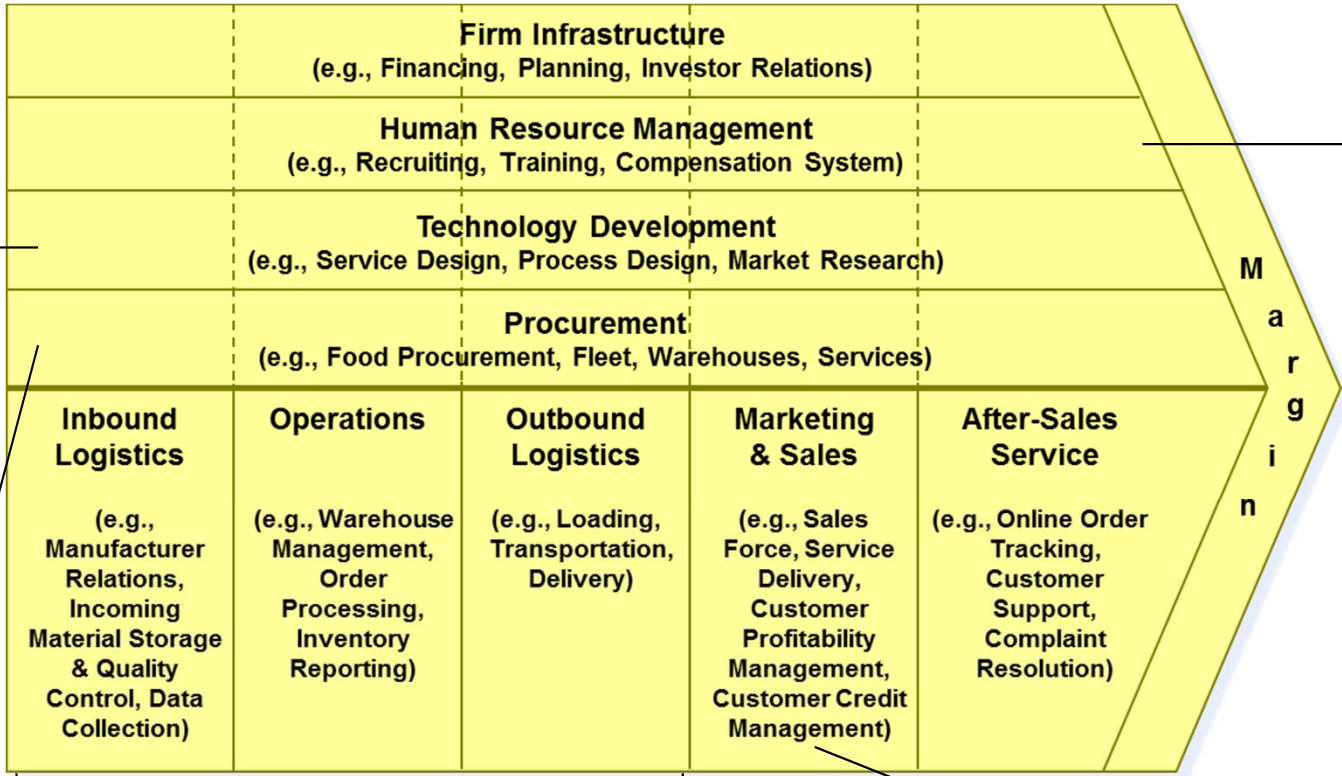 Firm Infrastructure
(e.g., Financing, Planning, Investor Relations)
Human Resource Management
(e.g., Recruiting, Training, Compensation System)
Technology Development
(e.g., Service Design, Process Design, Market Research)
Procurement
(e.g., Food Procurement, Fleet, Warehouses, Services)
Inbound
Logistics
(e.g.,
Manufacturer
Relations,
Incoming
Material Storage
& Quality
Control, Data
Collection)
Operations
(e.g., Warehouse
Management,
Order
Processing,
Inventory
Reporting)
Outbound
Logistics
(e.g., Loading,
Transportation,
Delivery)
Marketing
& Sales
(e.g., Sales
Force, Service
Delivery,
Customer
Profitability
Management,
Customer Credit
Management)
After-Sales
Service
(e.g., Online Order
Tracking,
Customer
Support,
Complaint
Resolution)
Margin